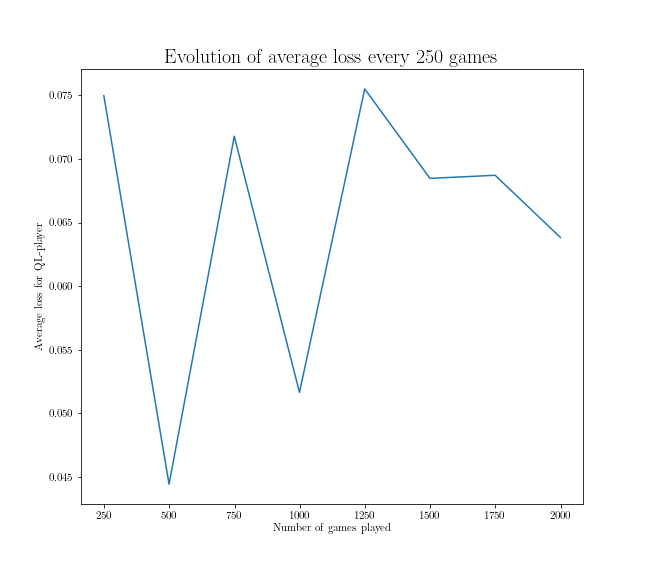 Evolution of average loss every 250 games
0.075
0.070
0.065
0.060
0.055
0.050
0.045
Average loss for QL-player
250 500 750 1000 1250 1500 1750 2000
Number of games played